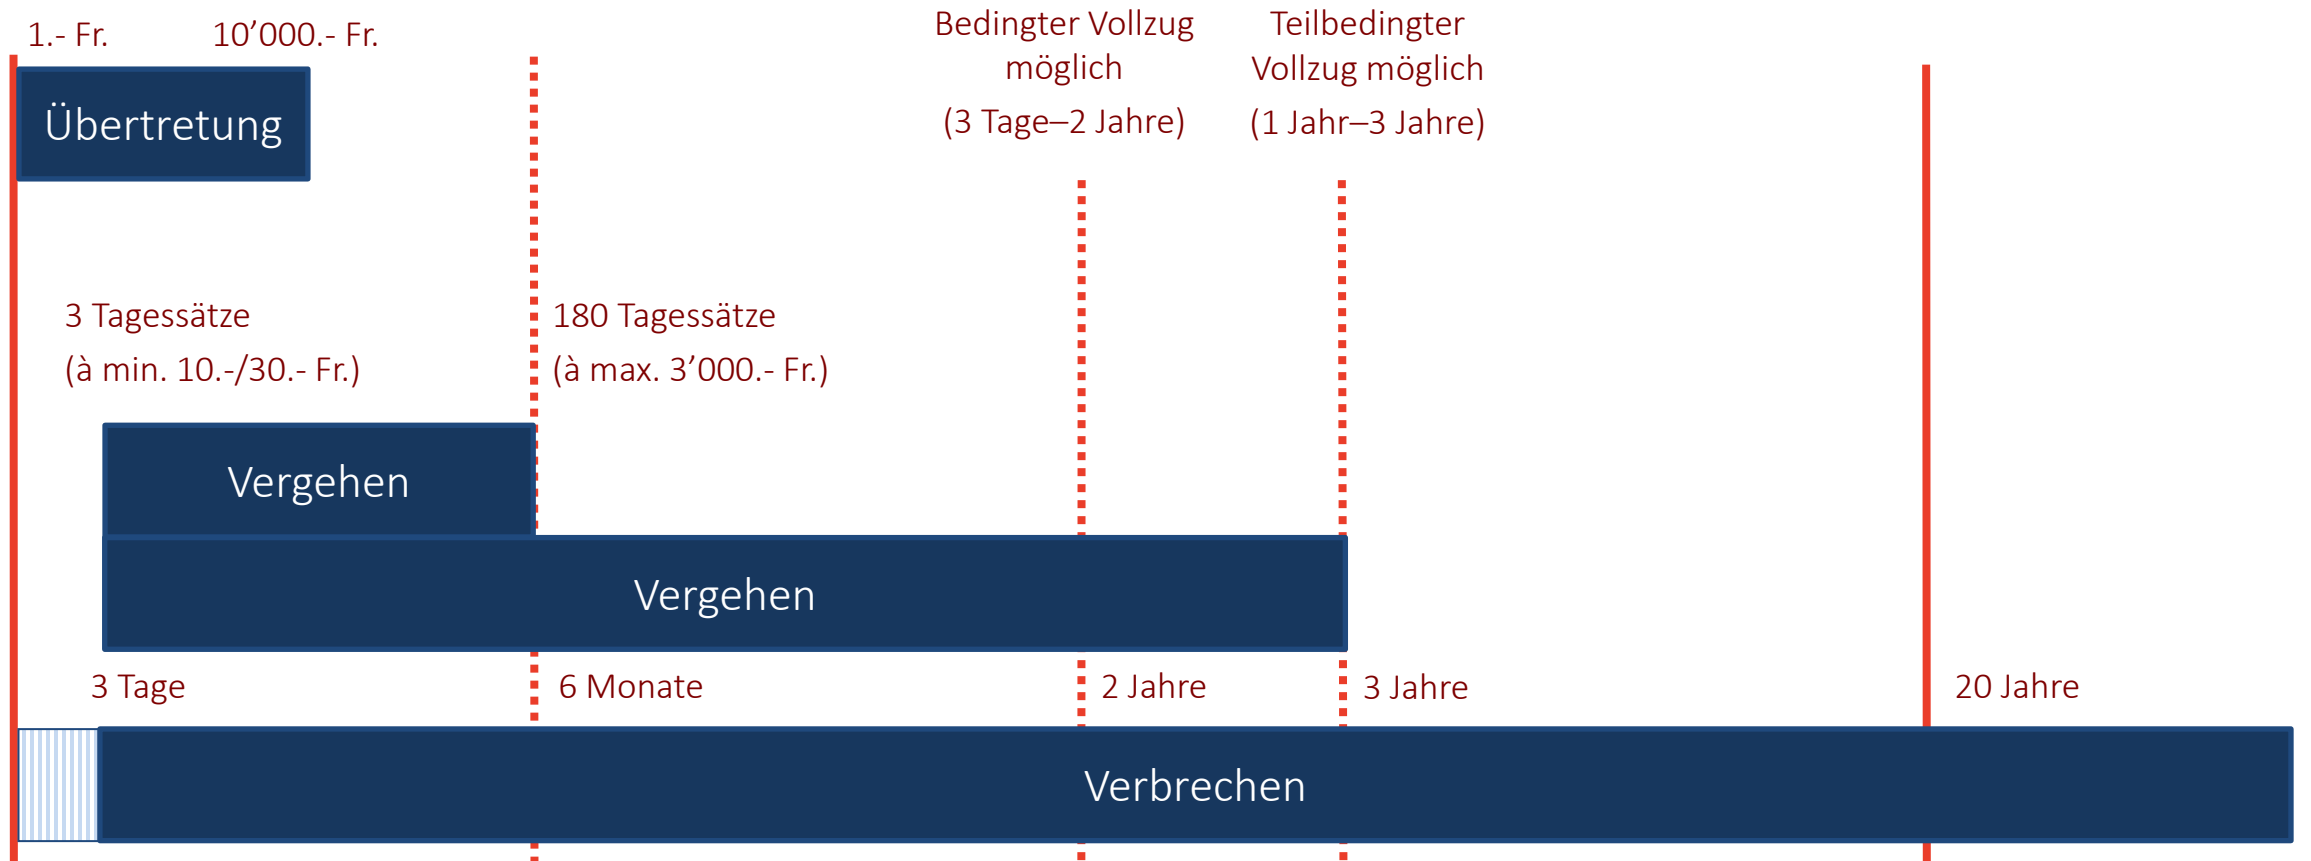 1.- Fr.
10’000.- Fr.
Bedingter Vollzug
möglich
(3 Tage–2 Jahre)
Teilbedingter
Vollzug möglich
(1 Jahr–3 Jahre)
Übertretung
3 Tagessätze
(à min. 10.-/30.- Fr.)
180 Tagessätze
(à max. 3’000.- Fr.)
Vergehen
Vergehen
3 Tage
6 Monate
2 Jahre
3 Jahre
20 Jahre
Verbrechen